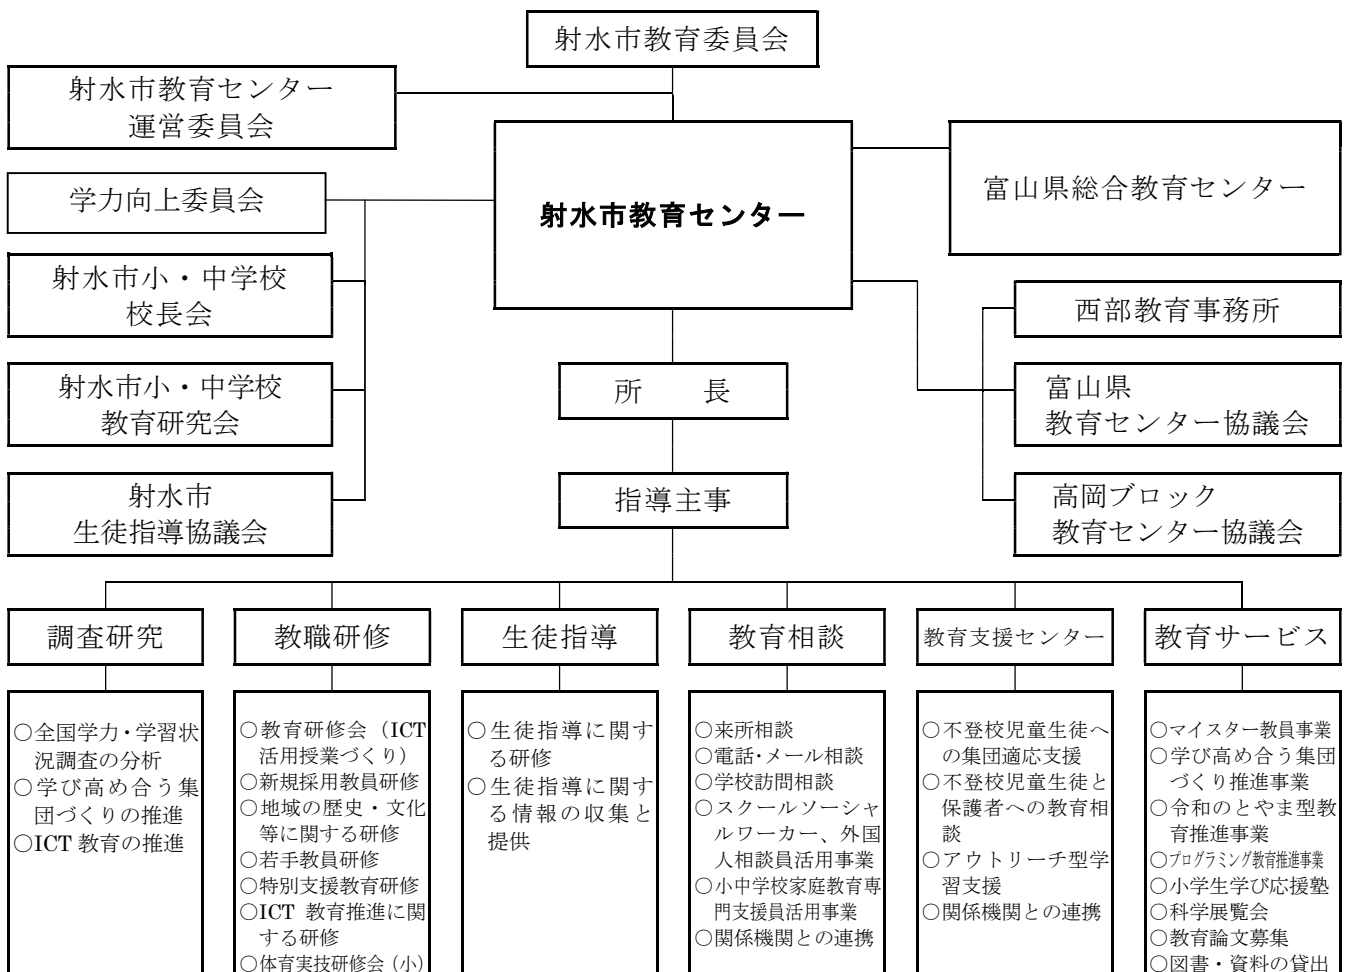 射水市教育委員会
射水市教育センター
運営委員会
射水市教育センター
富山県総合教育センター
学力向上委員会
射水市小・中学校
校長会
西部教育事務所
射水市小・中学校
教育研究会
所　　長
富山県
教育センター協議会
射水市
生徒指導協議会
指導主事
高岡ブロック
教育センター協議会
調査研究
○全国学力・学習状
況調査の分析
○学び高め合う集
団づくりの推進
○ICT 教育の推進
教職研修
○教育研修会（ICT
活用授業づくり）
○新規採用教員研修
○地域の歴史・文化
等に関する研修
○若手教員研修
○特別支援教育研修
○ICT 教育推進に関
する研修
○体育実技研修会（小）
生徒指導
○生徒指導に関す
る研修
○生徒指導に関す
る情報の収集と
提供
教育相談
○来所相談
○電話・メール相談
○学校訪問相談
○スクールソーシャ
ルワーカー、外国
人相談員活用事業
○小中学校家庭教育専
門支援員活用事業
○関係機関との連携
教育支援センター
○不登校児童生徒へ
の集団適応支援
○不登校児童生徒と
保護者への教育相
談
○アウトリーチ型学
習支援
○関係機関との連携
教育サービス
○マイスター教員事業
○学び高め合う集団
づくり推進事業
○令和のとやま型教
育推進事業
○プログラミング教育推進事業
○小学生学び応援塾
○科学展覧会
○教育論文募集
○図書・資料の貸出